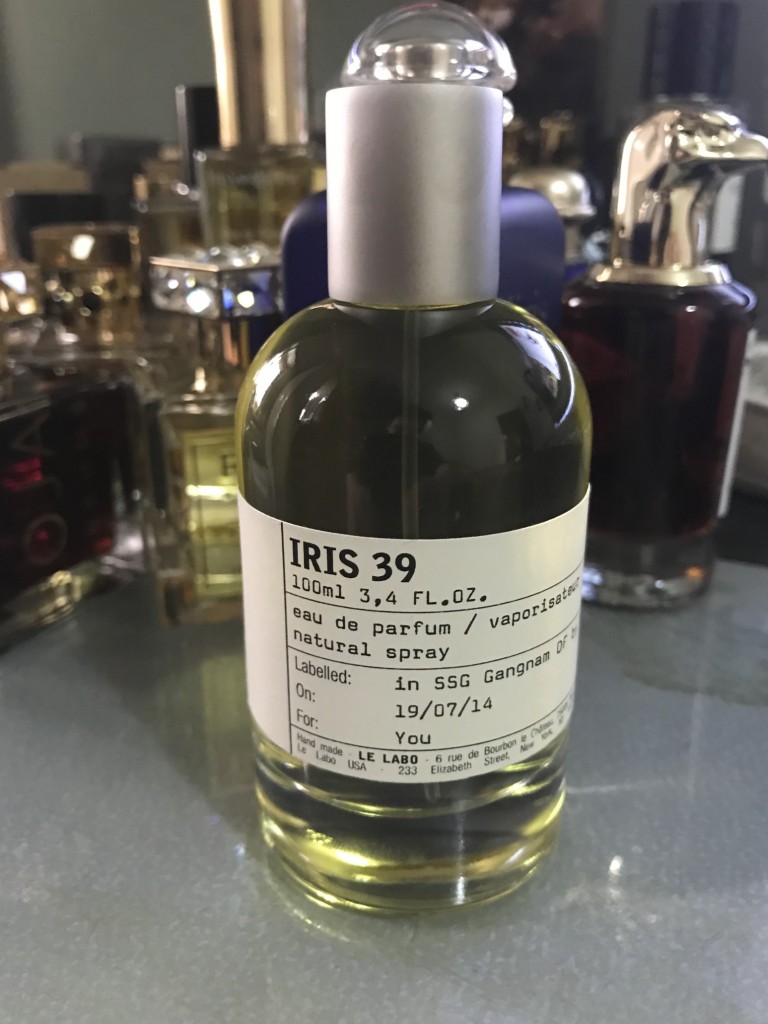 IRIS 39
100ml 3,4 FL.OZ.
eau de parfum / vaporisateur
natural spray
Labelled: in SSG Gangnam Of
On: 19/07/14
For: You
Hand made - LE LABO - 6 rue de Bourbon le Château,
Le Labo USA - 233 Elizabeth Street, New York,